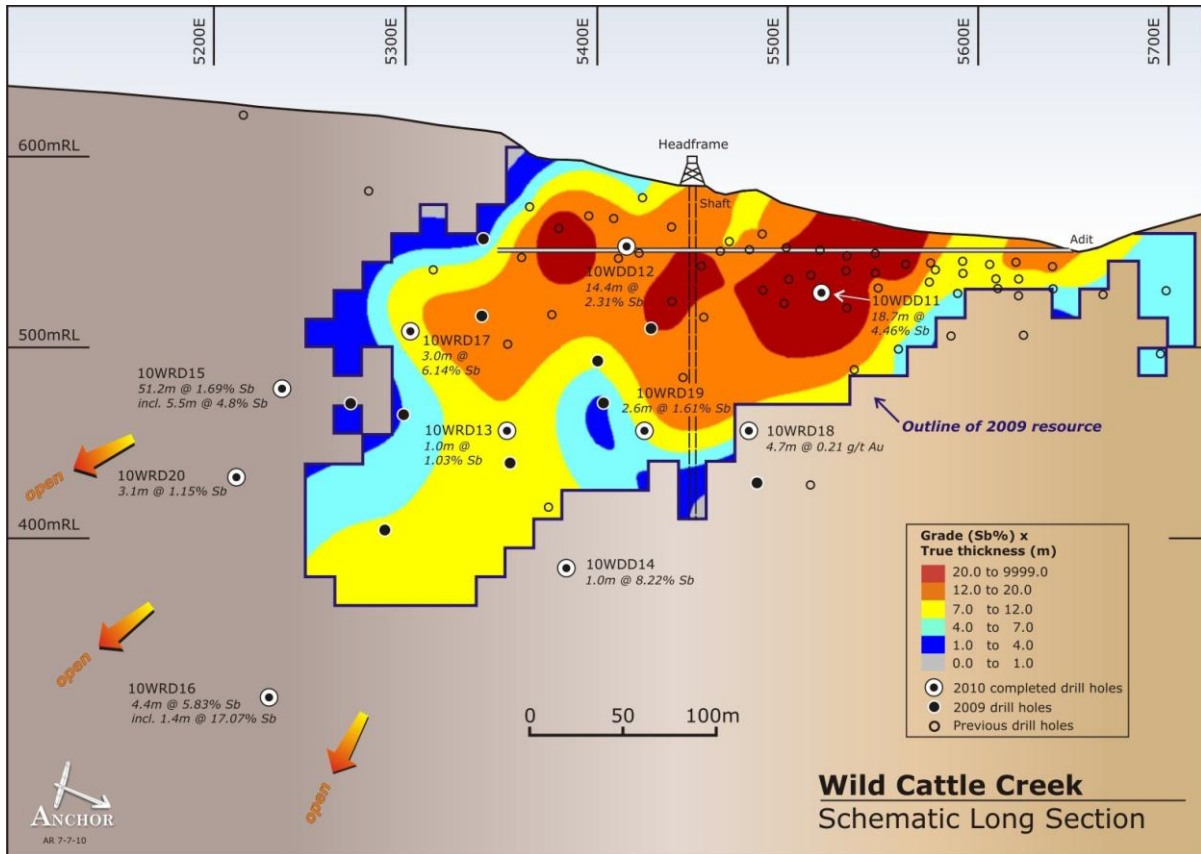 5200E
5300E
5400E
5500E
5600E
5700E
600mRL
500mRL
400mRL
Headframe
Shaft
Adit
10WDD12
14.4m @
2.31% Sb
10WDD11
18.7m @
4.46% Sb
10WRD17
3.0m @
6.14% Sb
10WRD15
51.2m @ 1.69% Sb
incl. 5.5m @ 4.8% Sb
10WRD19
2.6m @ 1.61% Sb
10WRD13
1.0m @
1.03% Sb
10WRD18
4.7m @ 0.21 g/t Au
Outline of 2009 resource
10WRD20
3.1m @ 1.15% Sb
open
10WDD14
1.0m @ 8.22% Sb
open
10WRD16
4.4m @ 5.83% Sb
incl. 1.4m @ 17.07% Sb
open
0 50 100m
Grade (Sb%) x
True thickness (m)
20.0 to 9999.0
12.0 to 20.0
7.0 to 12.0
4.0 to 7.0
1.0 to 4.0
0.0 to 1.0
2010 completed drill holes
2009 drill holes
Previous drill holes
ANCHOR
AR 7-7-10
Wild Cattle Creek
Schematic Long Section